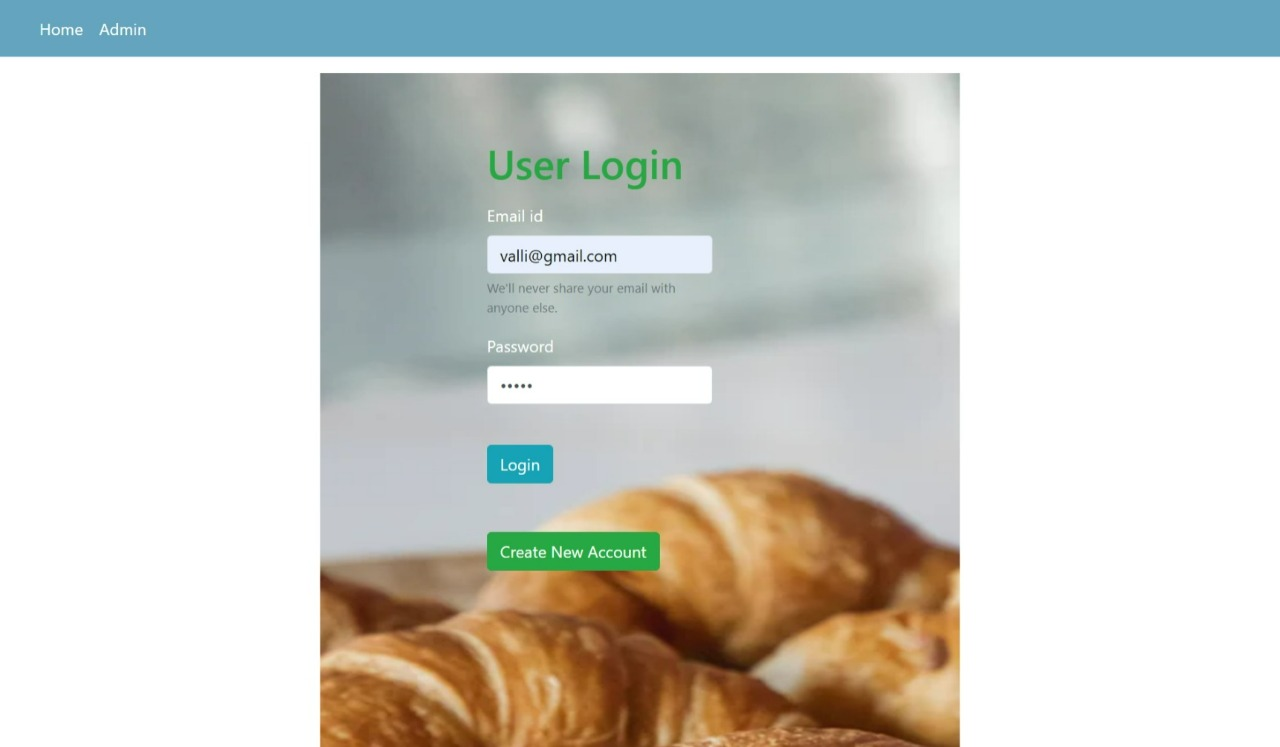 Home Admin
User Login
Email id
valli@gmail.com
We'll never share your email with
anyone else.
Password
•••••
Login
Create New Account